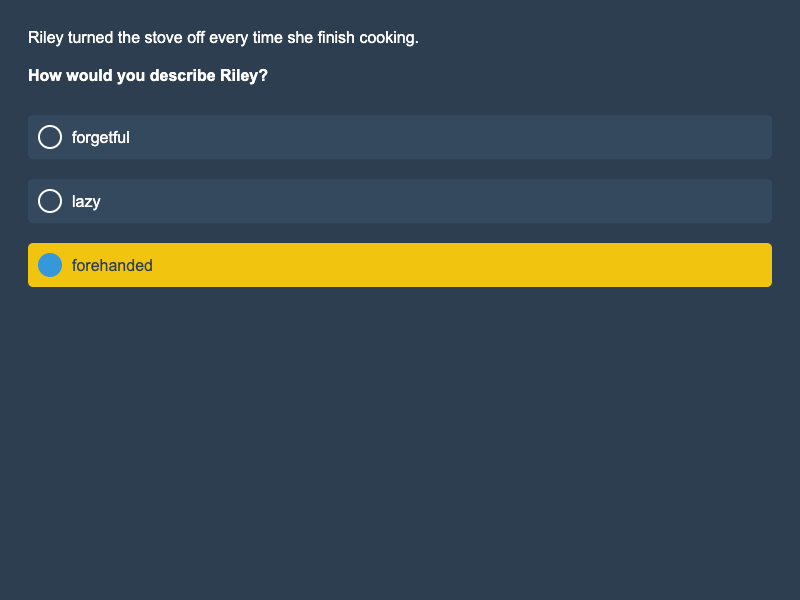 Riley turned the stove off every time she finish cooking.
How would you describe Riley?
forgetful
lazy
forehanded